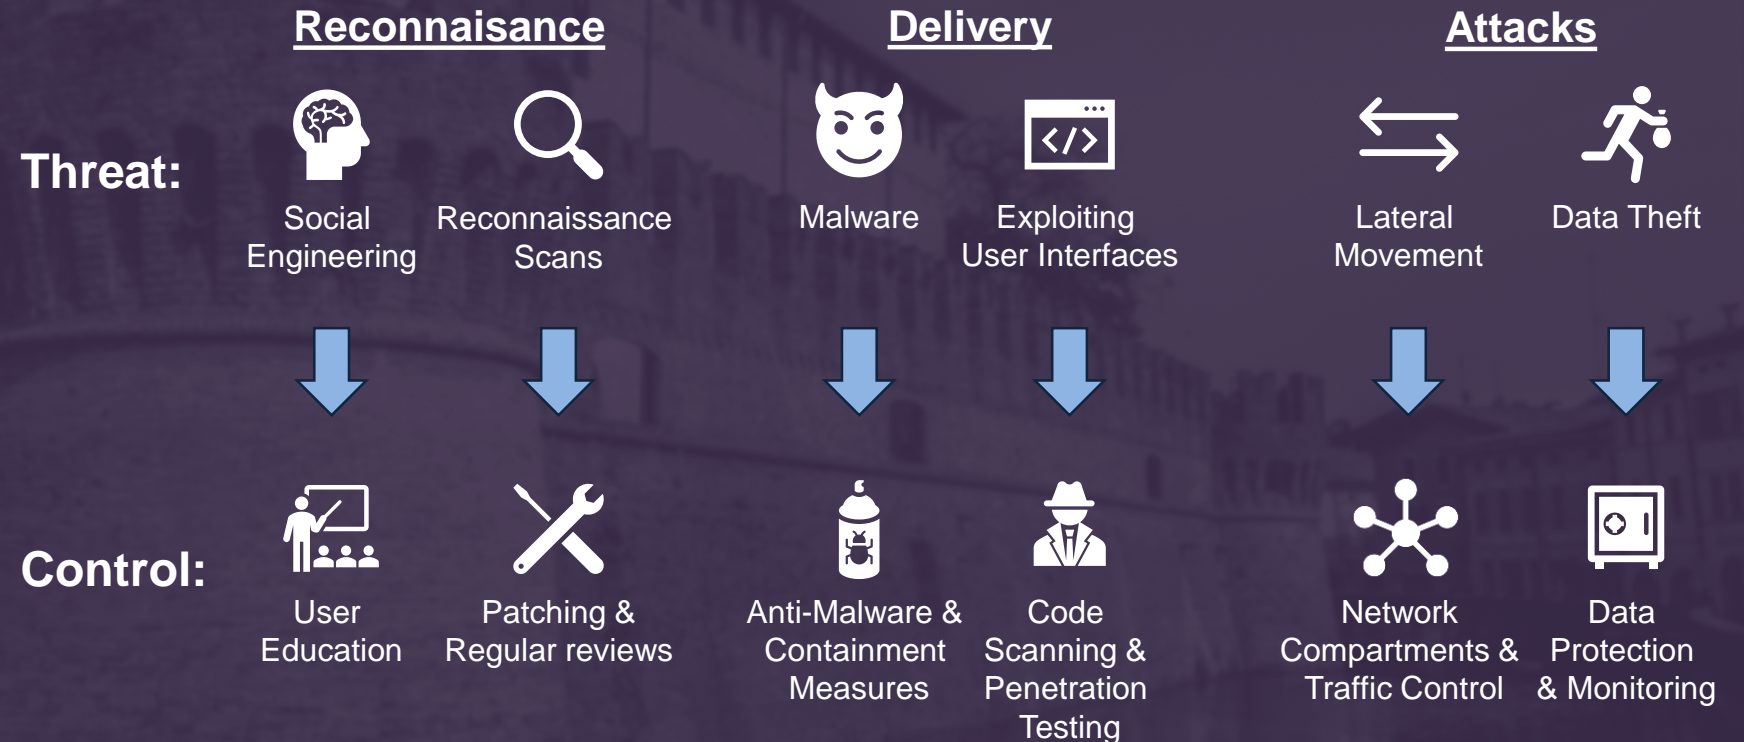 Reconnaisance
Delivery
Attacks
Threat:
Social
Engineering
Reconnaissance
Scans
Malware
Exploiting
User Interfaces
Lateral
Movement
Data Theft
Control:
User
Education
Patching &
Regular reviews
Anti-Malware &
Containment
Measures
Code
Scanning &
Penetration
Testing
Network
Compartments &
Traffic Control
Data
Protection
& Monitoring